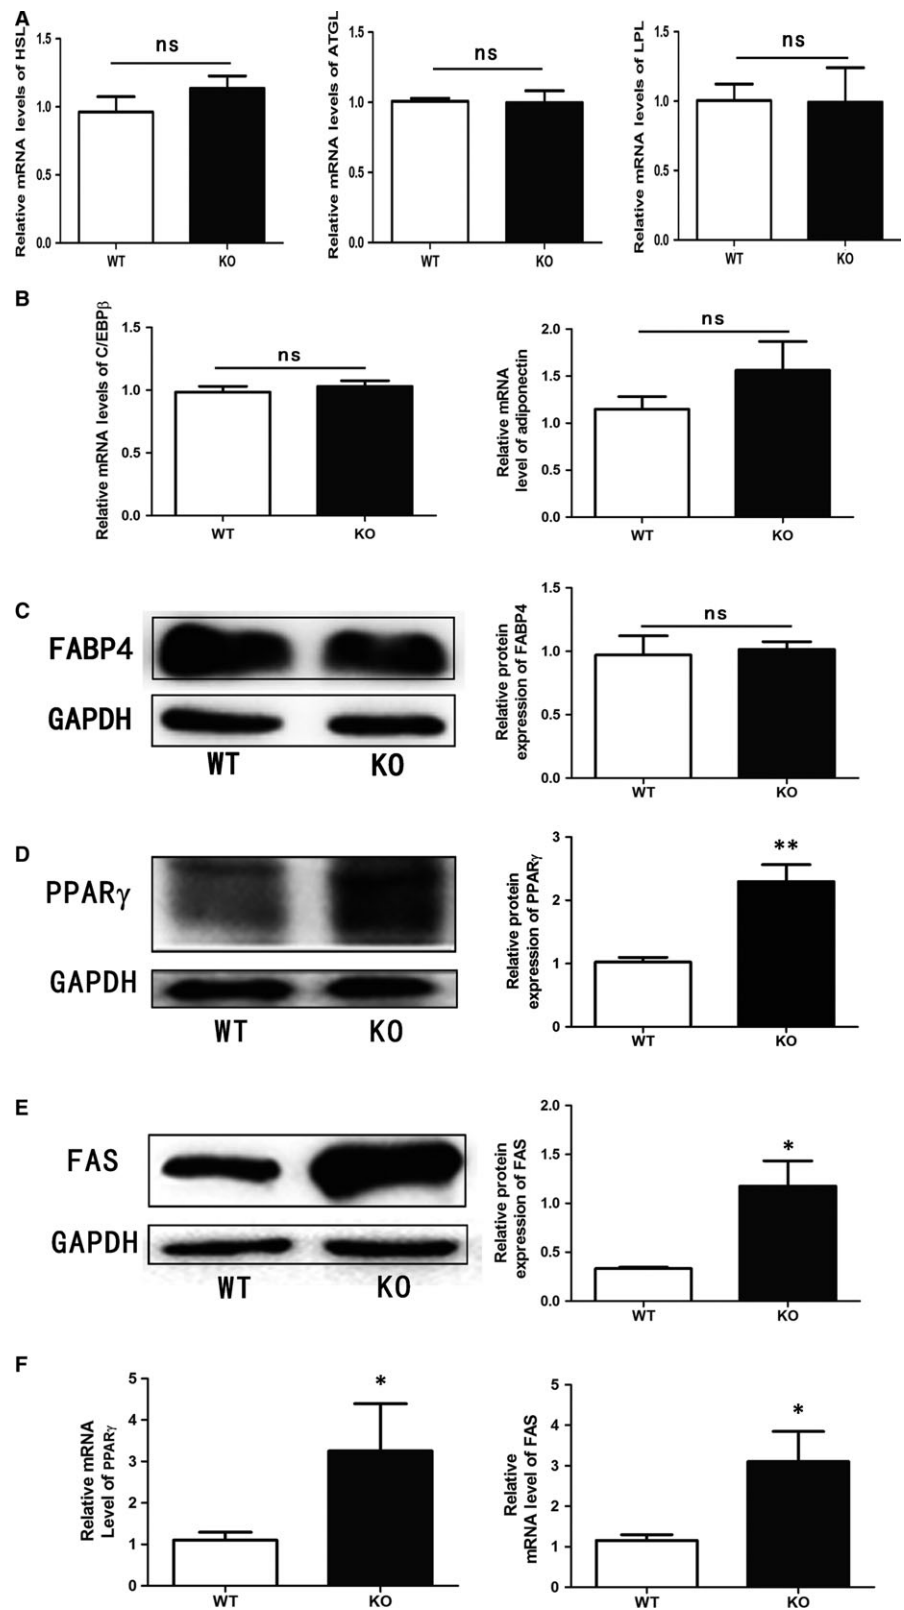 A
Relative mRNA levels of HSL
1.5
1.0
0.5
0.0
ns
WT
KO
Relative mRNA levels of ATGL
1.5
1.0
0.5
0.0
ns
WT
KO
Relative mRNA levels of LPL
1.5
1.0
0.5
0.0
ns
WT
KO
B
Relative mRNA levels of C/EBPβ
1.5
1.0
0.5
0.0
ns
WT
KO
Relative mRNA
level of adiponectin
2.0
1.5
1.0
0.5
0.0
ns
WT
KO
C
FABP4
GAPDH
WT
KO
Relative protein
expression of FABP4
1.5
1.0
0.5
0.0
ns
WT
KO
D
PPARγ
GAPDH
WT
KO
Relative protein
expression of PPARγ
3
2
1
0
**
WT
KO
E
FAS
GAPDH
WT
KO
Relative protein
expression of FAS
2.0
1.5
1.0
0.5
0.0
*
WT
KO
F
Relative mRNA
Level of PPARγ
5
4
3
2
1
0
*
WT
KO
Relative
mRNA level of FAS
5
4
3
2
1
0
*
WT
KO